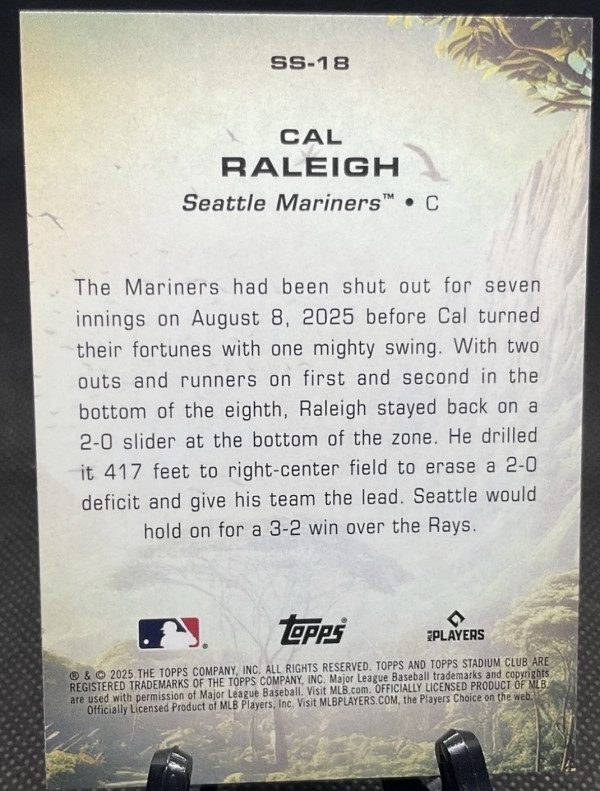 SS-18
CAL
RALEIGH
Seattle Mariners™ • C
The Mariners had been shut out for seven
innings on August 8, 2025 before Cal turned
their fortunes with one mighty swing. With two
outs and runners on first and second in the
bottom of the eighth, Raleigh stayed back on a
2-0 slider at the bottom of the zone. He drilled
it 417 feet to right-center field to erase a 2-0
deficit and give his team the lead. Seattle would
hold on for a 3-2 win over the Rays.
Topps®
MLB PLAYERS
® & © 2025 THE TOPPS COMPANY, INC. ALL RIGHTS RESERVED. TOPPS AND TOPPS STADIUM CLUB ARE
REGISTERED TRADEMARKS OF THE TOPPS COMPANY, INC. Major League Baseball trademarks and copyrights
are used with permission of Major League Baseball. Visit MLB.com. OFFICIALLY LICENSED PRODUCT OF MLB.
Officially Licensed Product of MLB Players, Inc. Visit MLBPLAYERS.COM, the Players Choice on the web.